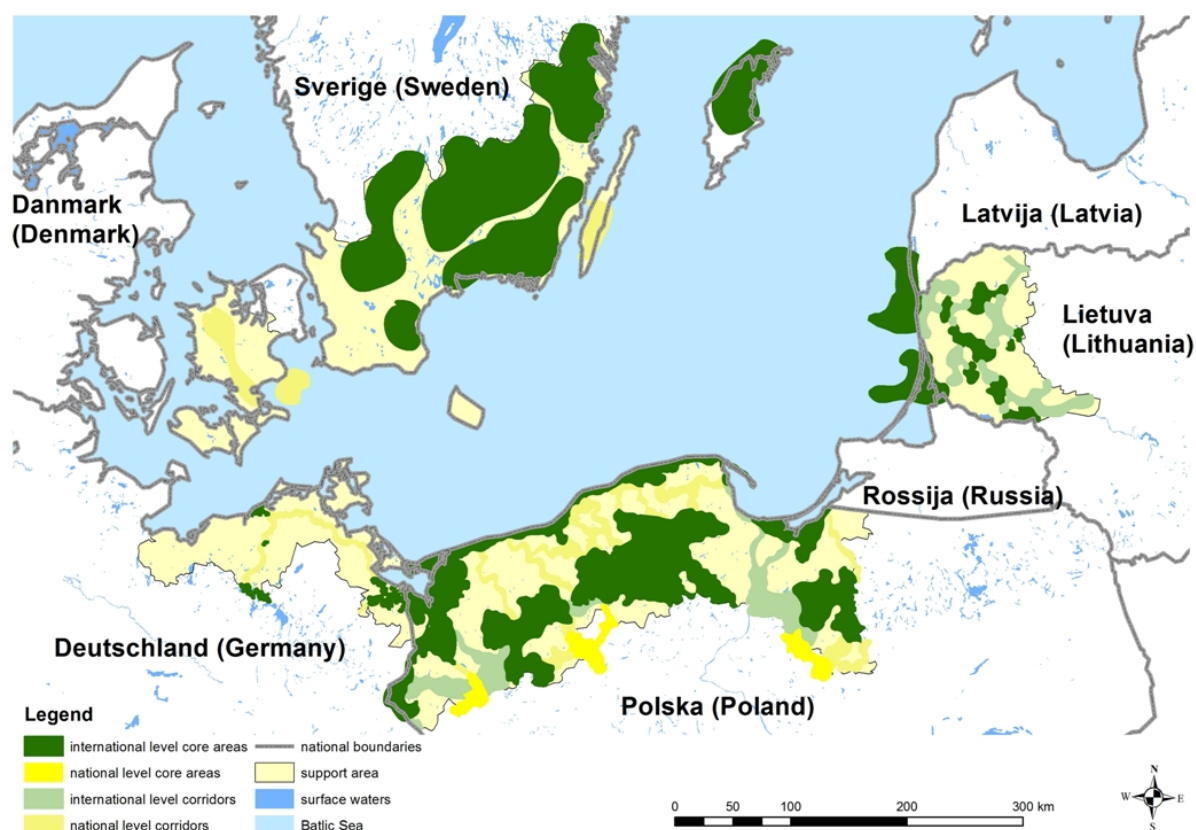 Sverige (Sweden)
Danmark
(Denmark)
Latvija (Latvia)
Lietuva
(Lithuania)
Rossija (Russia)
Deutschland (Germany)
Polska (Poland)
Legend
international level core areas
national level core areas
international level corridors
national level corridors
national boundaries
support area
surface waters
Batlic Sea
0 50 100 200 300 km
N
W E
S